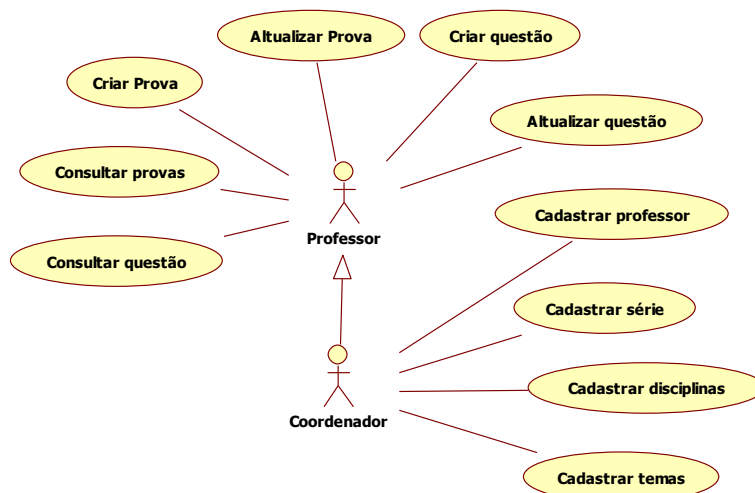 Altualizar Prova
Criar questão
Criar Prova
Altualizar questão
Consultar provas
Cadastrar professor
Professor
Consultar questão
Cadastrar série
Cadastrar disciplinas
Coordenador
Cadastrar temas